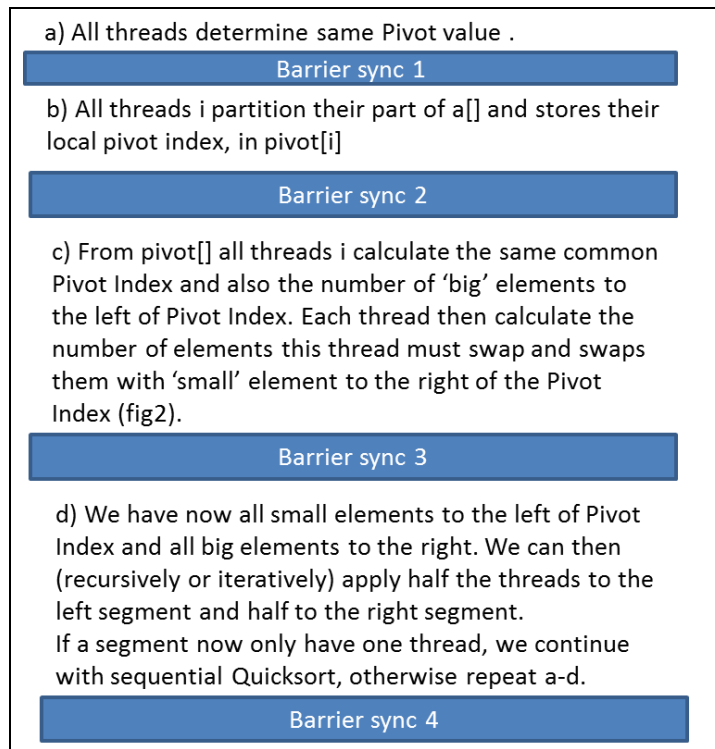 a) All threads determine same Pivot value .
Barrier sync 1
b) All threads i partition their part of a[] and stores their
local pivot index, in pivot[i]
Barrier sync 2
c) From pivot[] all threads i calculate the same common
Pivot Index and also the number of ‘big’ elements to
the left of Pivot Index. Each thread then calculate the
number of elements this thread must swap and swaps
them with ‘small’ element to the right of the Pivot
Index (fig2).
Barrier sync 3
d) We have now all small elements to the left of Pivot
Index and all big elements to the right. We can then
(recursively or iteratively) apply half the threads to the
left segment and half to the right segment.
If a segment now only have one thread, we continue
with sequential Quicksort, otherwise repeat a-d.
Barrier sync 4